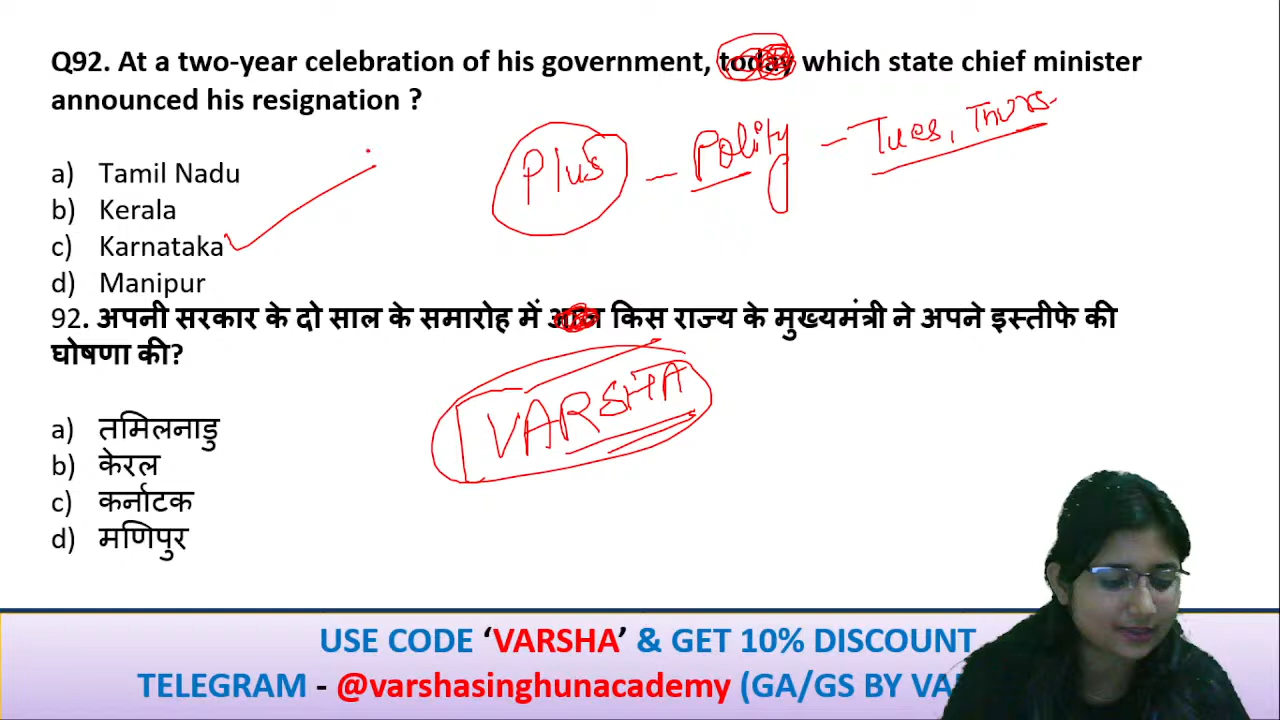 Q92. At a two-year celebration of his government, today which state chief minister
announced his resignation ?
Plus - Polity - Tues, Thurs
a) Tamil Nadu
b) Kerala
c) Karnataka
d) Manipur
92. अपनी सरकार के दो साल के समारोह में आज किस राज्य के मुख्यमंत्री ने अपने इस्तीफे की
घोषणा की?
VARSHA
a) तमिलनाडु
b) केरल
c) कर्नाटक
d) मणिपुर
USE CODE ‘VARSHA’ & GET 10% DISCOUNT
TELEGRAM - @varshasinghunacademy (GA/GS BY